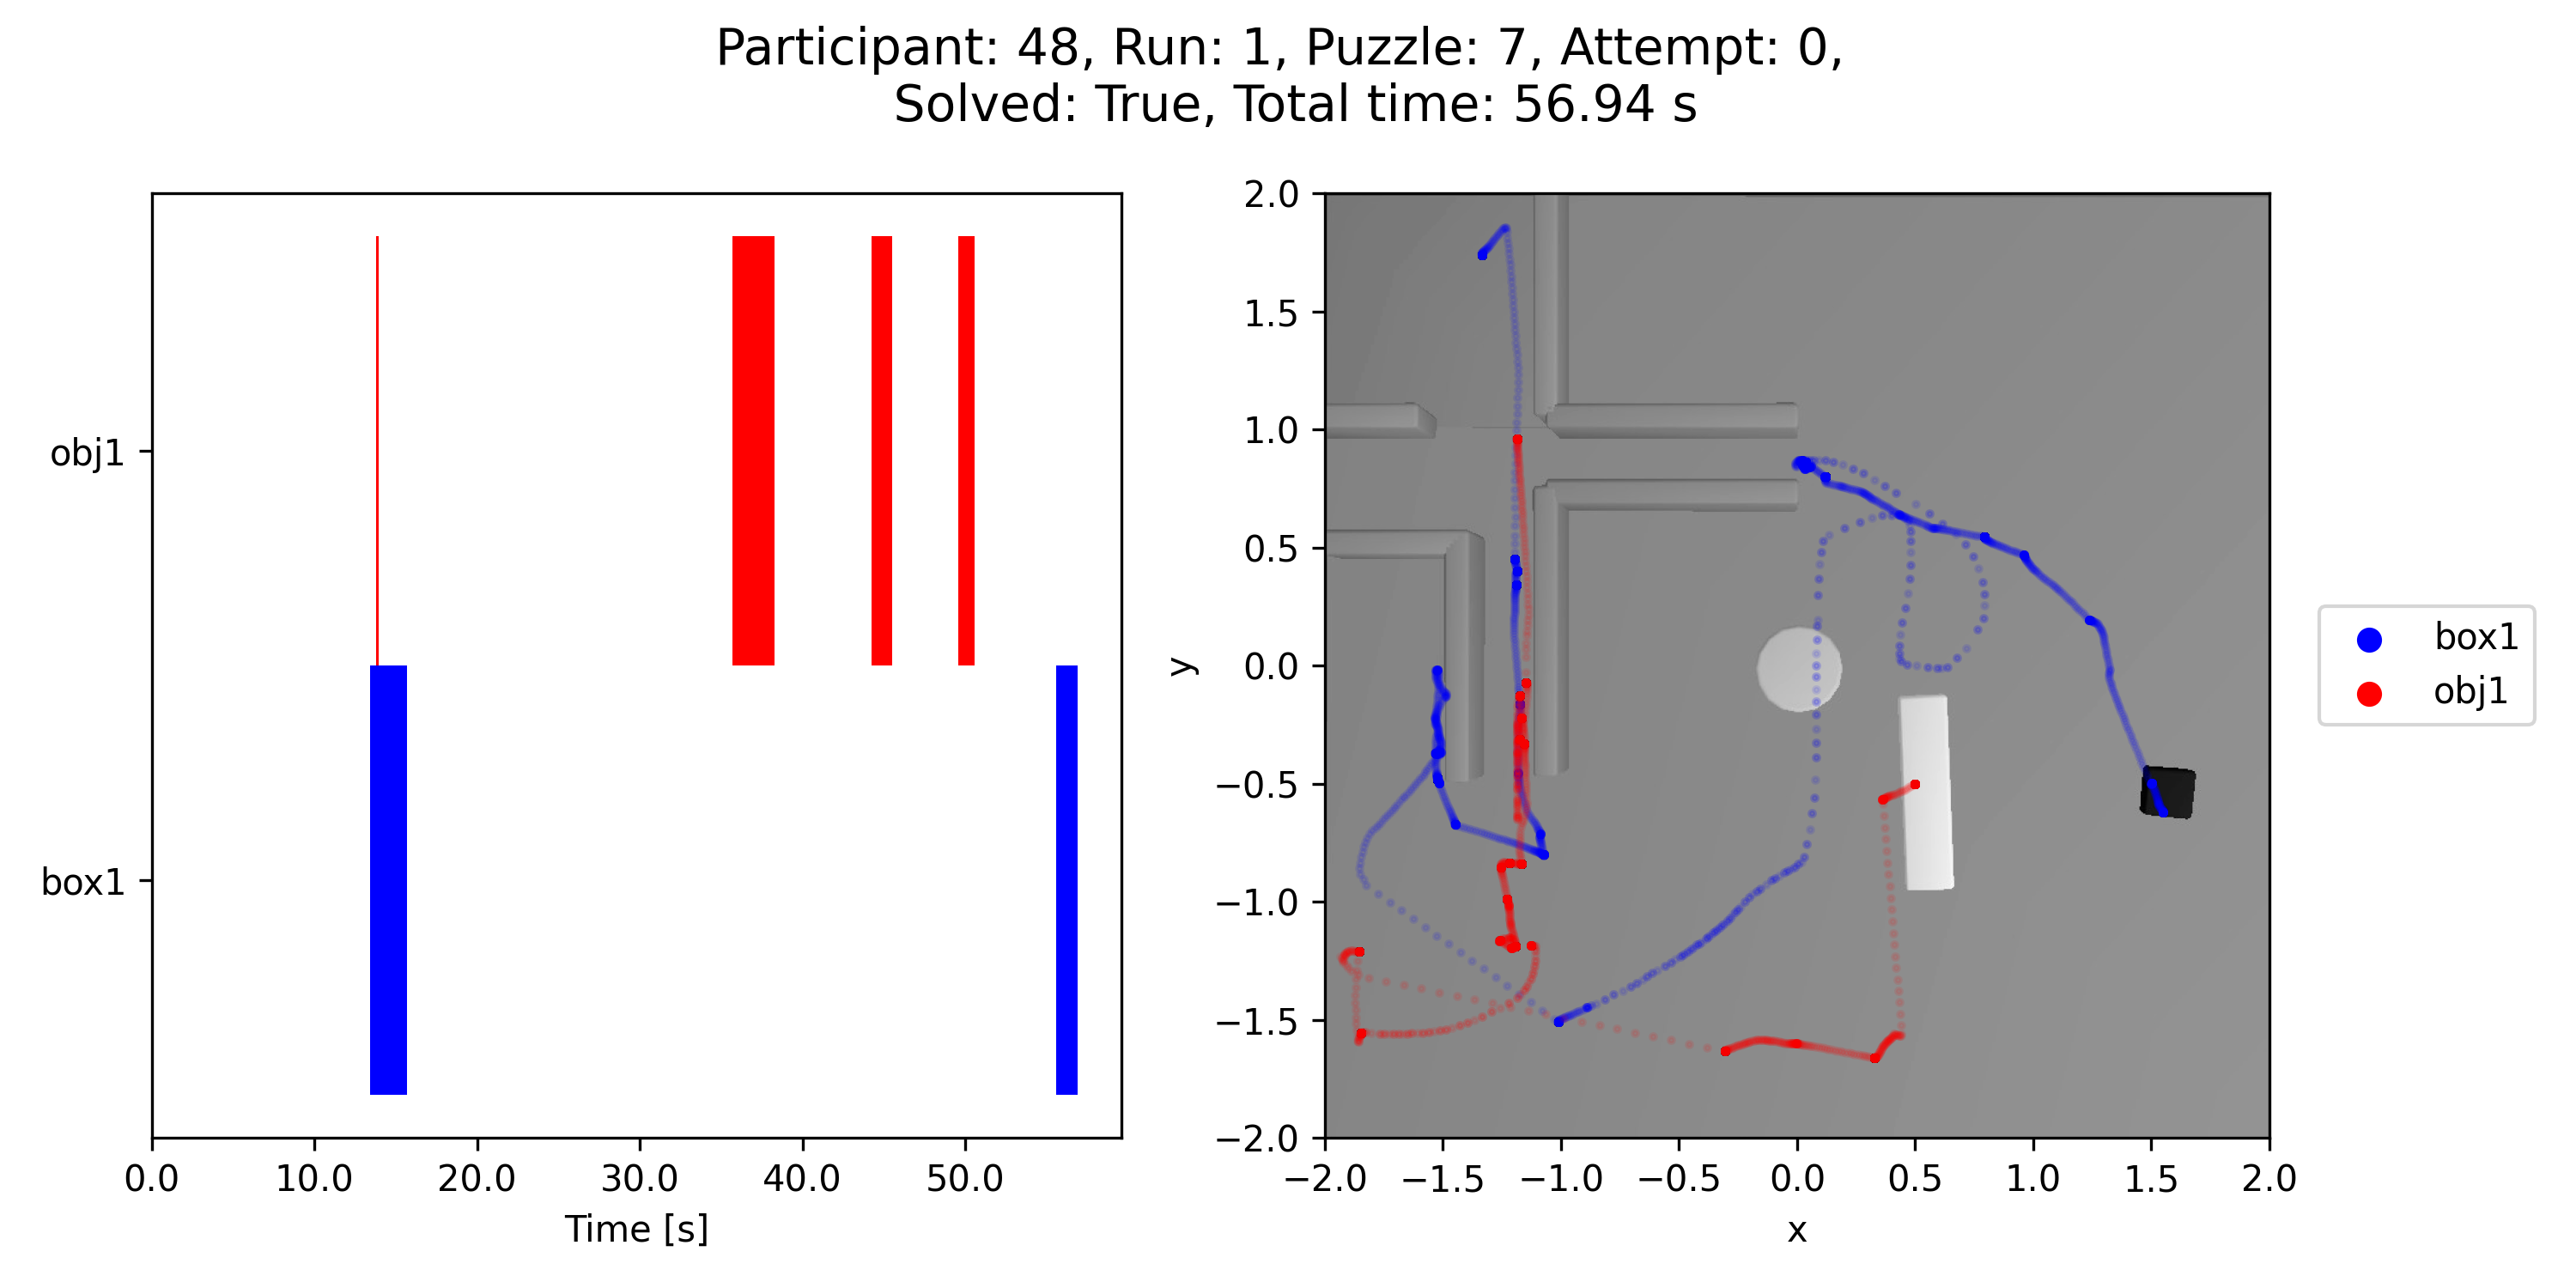 Participant: 48, Run: 1, Puzzle: 7, Attempt: 0,
Solved: True, Total time: 56.94 s
obj1
box1
0.0 10.0 20.0 30.0 40.0 50.0
Time [s]
2.0
1.5
1.0
0.5
0.0
−0.5
−1.0
−1.5
−2.0
y
−2.0 −1.5 −1.0 −0.5 0.0 0.5 1.0 1.5 2.0
x
box1
obj1